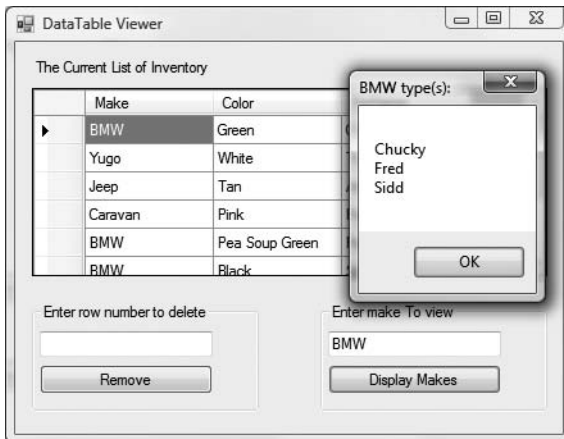 DataTable Viewer
The Current List of Inventory
BMW type(s):
Make Color
BMW Green
Yugo White
Jeep Tan
Caravan Pink
BMW Pea Soup Green
BMW Black
Chucky
Fred
Sidd
OK
Enter row number to delete
Enter make To view
BMW
Remove
Display Makes